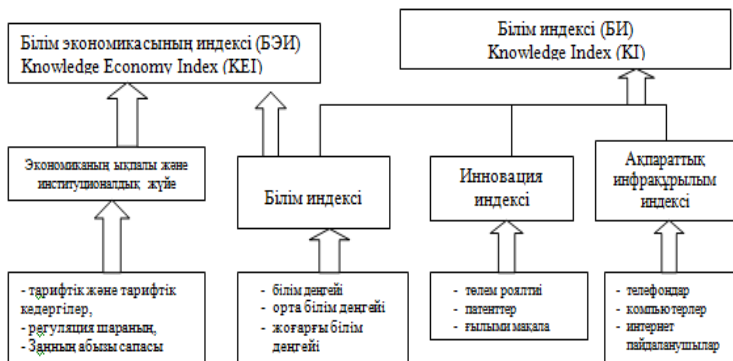 Білім экономикасының индексі (БЭИ)
Knowledge Economy Index (KEI)
Білім индексі (БИ)
Knowledge Index (KI)
Экономиканың ықпалы және
институционалдық жүйе
Білім индексі
Инновация
индексі
Ақпараттық
инфрақұрылым
индексі
- тарифтік және тарифтік
кедергілер,
- регуляция шараның,
- Заңның абызы сапасы
- білім деңгейі
- орта білім деңгейі
- жоғарғы білім
деңгейі
- төлем роялтиі
- патенттер
- ғылыми мақала
- телефондар
- компьютерлер
- интернет
пайдаланушылар